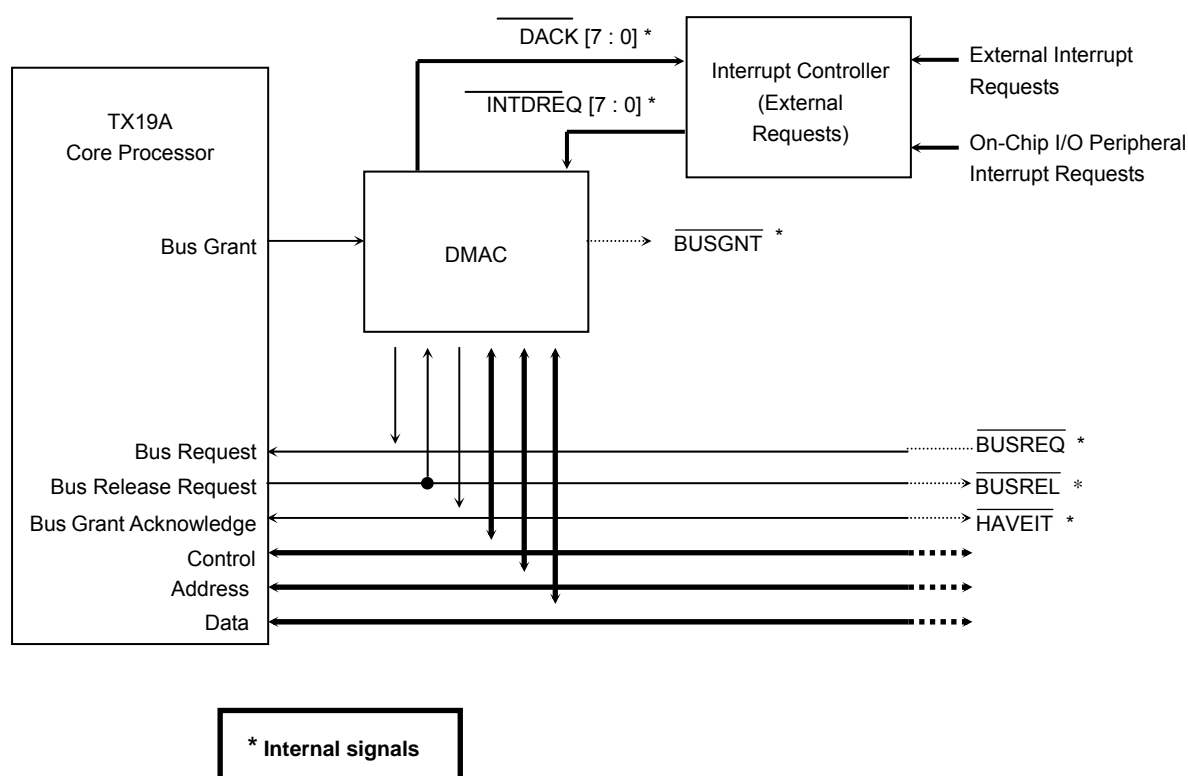 DACK [7 : 0] *
INTDREQ [7 : 0] *
Interrupt Controller
(External
Requests)
External Interrupt
Requests
On-Chip I/O Peripheral
Interrupt Requests
TX19A
Core Processor
Bus Grant
DMAC
BUSGNT *
Bus Request
BUSREQ *
Bus Release Request
BUSREL *
Bus Grant Acknowledge
HAVEIT *
Control
Address
Data
* Internal signals